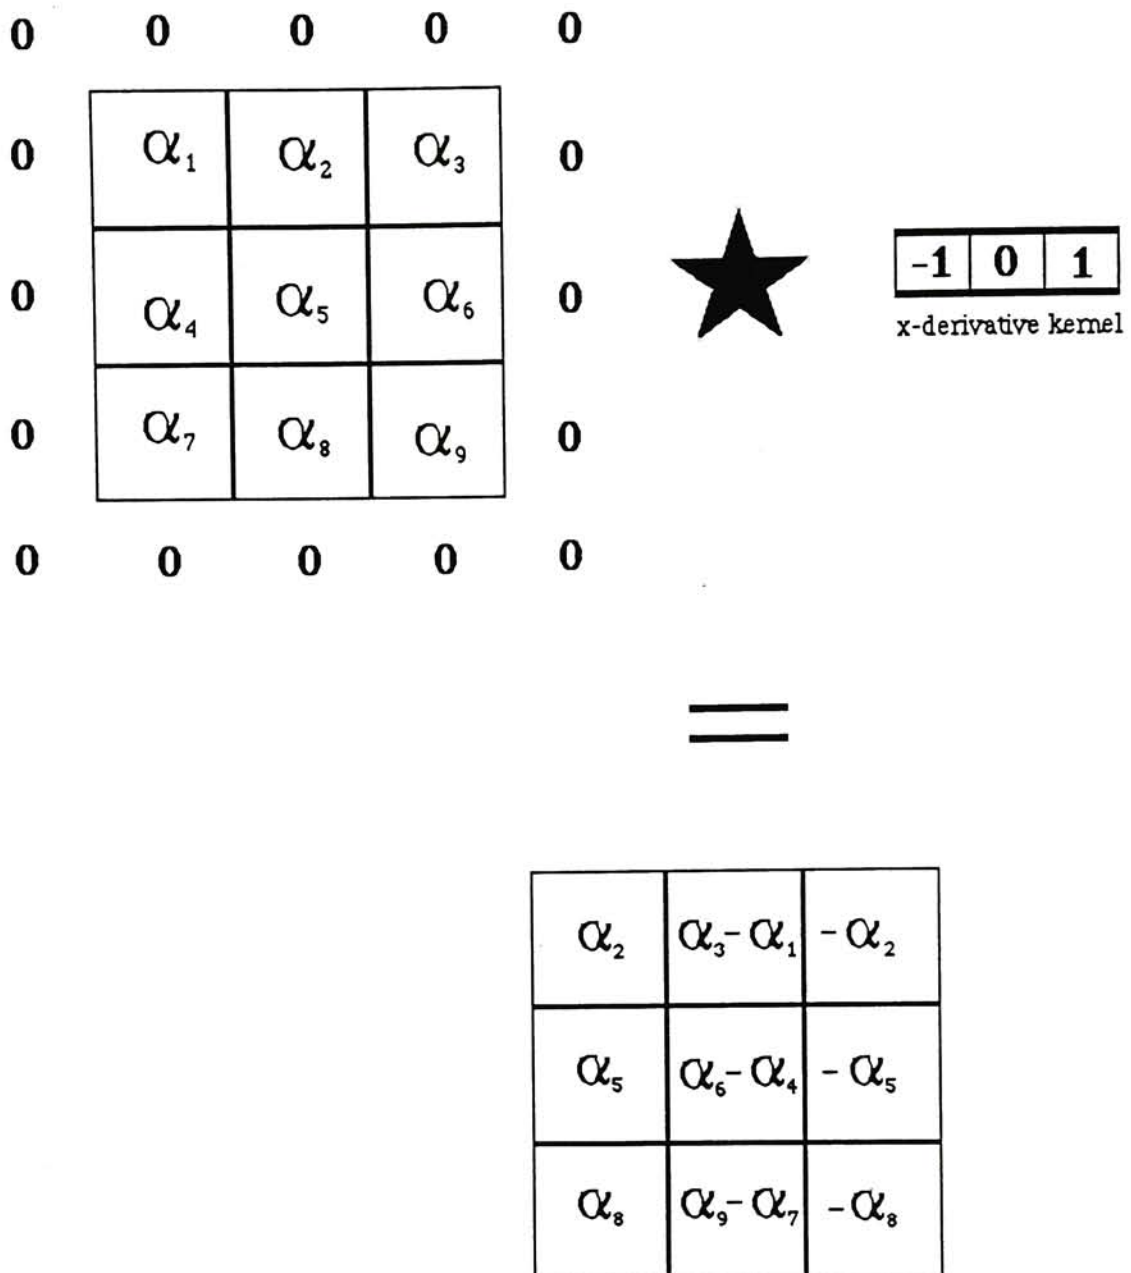 0 0 0 0 0
0 α₁ α₂ α₃ 0
0 α₄ α₅ α₆ 0 -1 0 1
x-derivative kernel
0 α₇ α₈ α₉ 0
0 0 0 0 0
=
α₂ α₃-α₁ -α₂
α₅ α₆-α₄ -α₅
α₈ α₉-α₇ -α₈